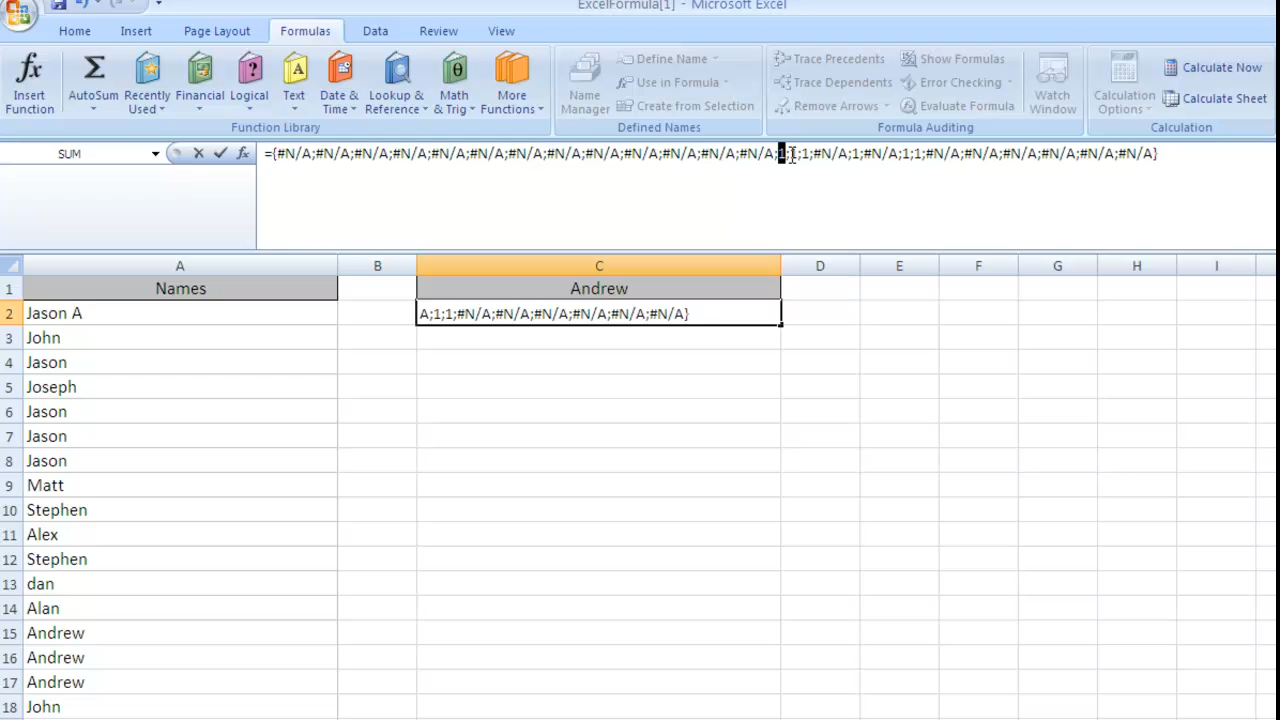 ExcelFormula[1] - Microsoft Excel
Home Insert Page Layout Formulas Data Review View
Insert Function
AutoSum
Recently Used
Financial
Logical
Text
Date & Time
Lookup & Reference
Math & Trig
More Functions
Function Library
Name Manager
Define Name
Use in Formula
Create from Selection
Defined Names
Trace Precedents
Trace Dependents
Remove Arrows
Show Formulas
Error Checking
Evaluate Formula
Watch Window
Formula Auditing
Calculation Options
Calculate Now
Calculate Sheet
Calculation
SUM
fx
={#N/A;#N/A;#N/A;#N/A;#N/A;#N/A;#N/A;#N/A;#N/A;#N/A;#N/A;#N/A;#N/A;1;1;1;#N/A;1;#N/A;1;1;#N/A;#N/A;#N/A;#N/A;#N/A;#N/A}
A B C D E F G H I
1 Names Andrew
2 Jason A A;1;1;#N/A;#N/A;#N/A;#N/A;#N/A;#N/A}
3 John
4 Jason
5 Joseph
6 Jason
7 Jason
8 Jason
9 Matt
10 Stephen
11 Alex
12 Stephen
13 dan
14 Alan
15 Andrew
16 Andrew
17 Andrew
18 John